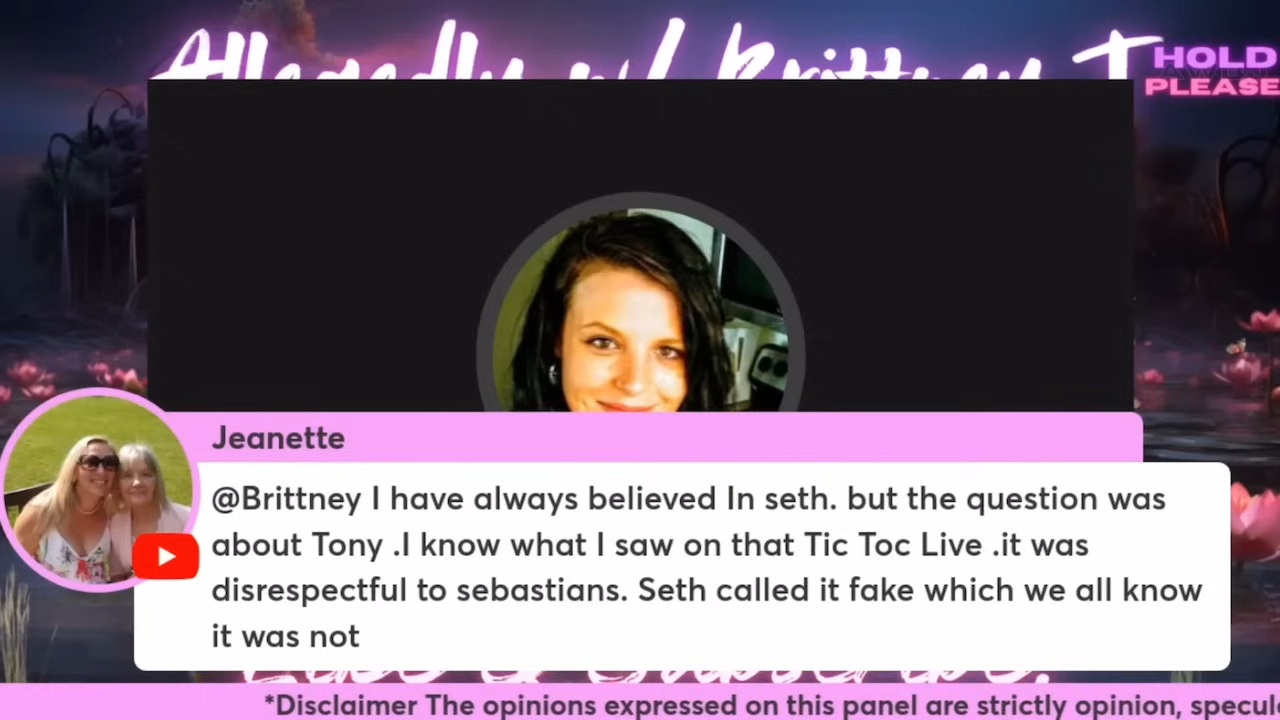 Allegedly w/ Brittney T
HOLD
PLEASE
Jeanette
@Brittney I have always believed In seth. but the question was
about Tony .I know what I saw on that Tic Toc Live .it was
disrespectful to sebastians. Seth called it fake which we all know
it was not
*Disclaimer The opinions expressed on this panel are strictly opinion, specul